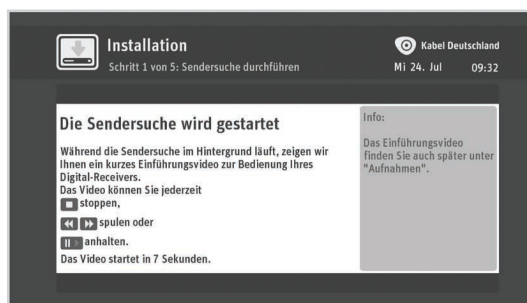 Installation
Schritt 1 von 5: Sendersuche durchführen
Kabel Deutschland
Mi 24. Jul 09:32
Die Sendersuche wird gestartet
Während die Sendersuche im Hintergrund läuft, zeigen wir
Ihnen ein kurzes Einführungsvideo zur Bedienung Ihres
Digital-Receivers.
Das Video können Sie jederzeit
stoppen,
spulen oder
anhalten.
Das Video startet in 7 Sekunden.
Info:
Das Einführungsvideo
finden Sie auch später unter
"Aufnahmen".